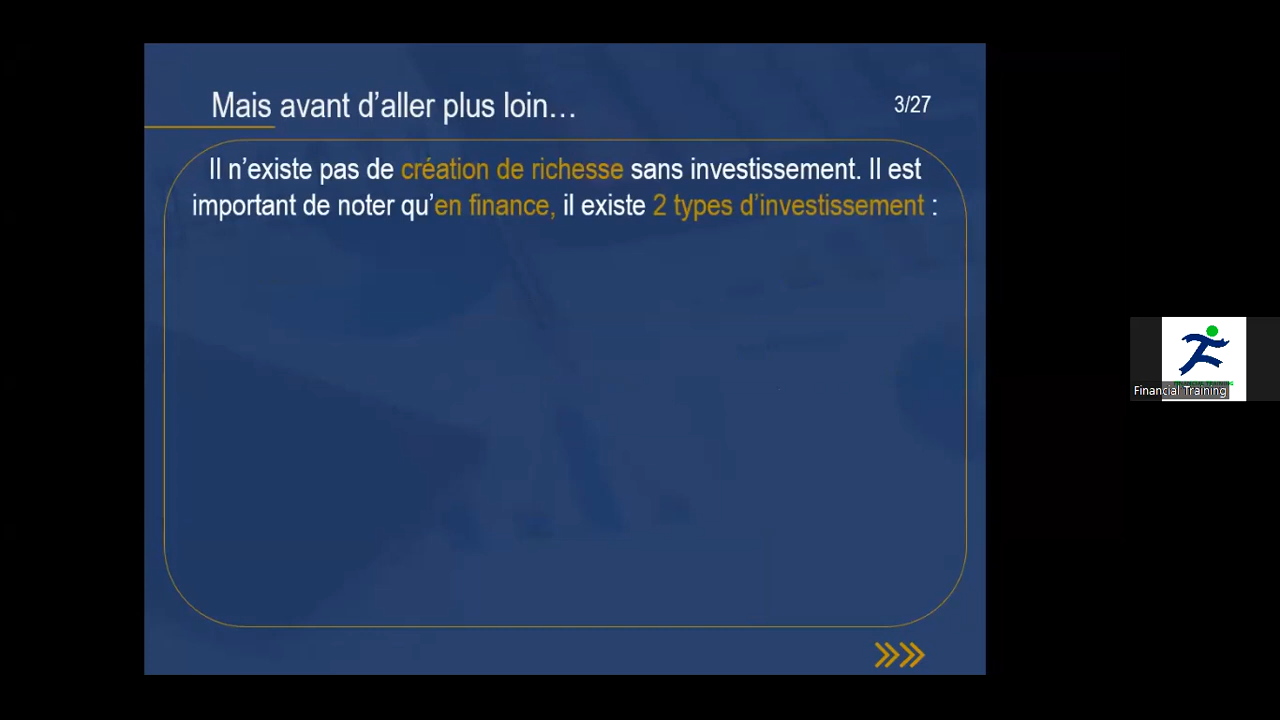 Mais avant d’aller plus loin…
3/27
Il n’existe pas de création de richesse sans investissement. Il est
important de noter qu’en finance, il existe 2 types d’investissement :
Financial Training